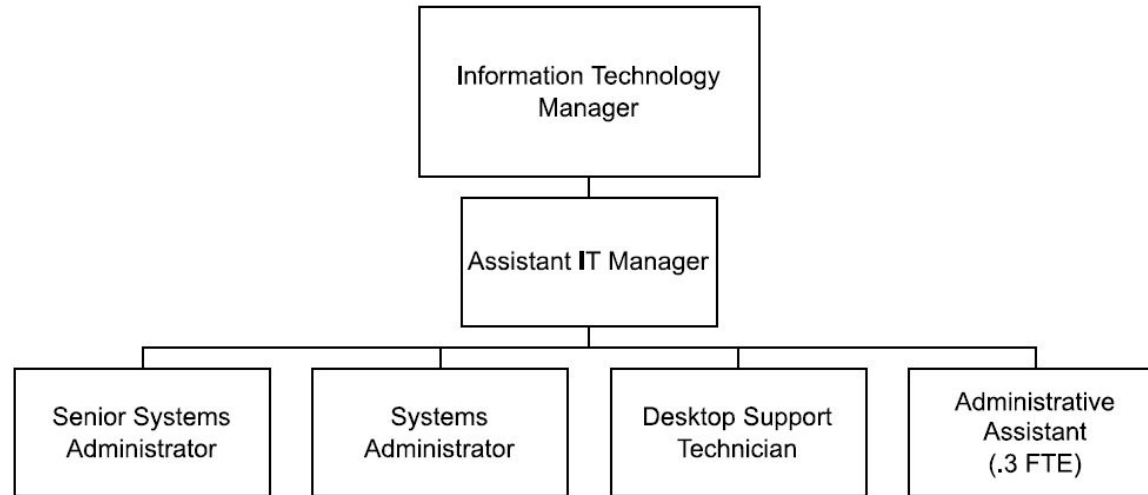 Information Technology
Manager
Assistant IT Manager
Senior Systems
Administrator
Systems
Administrator
Desktop Support
Technician
Administrative
Assistant
(.3 FTE)